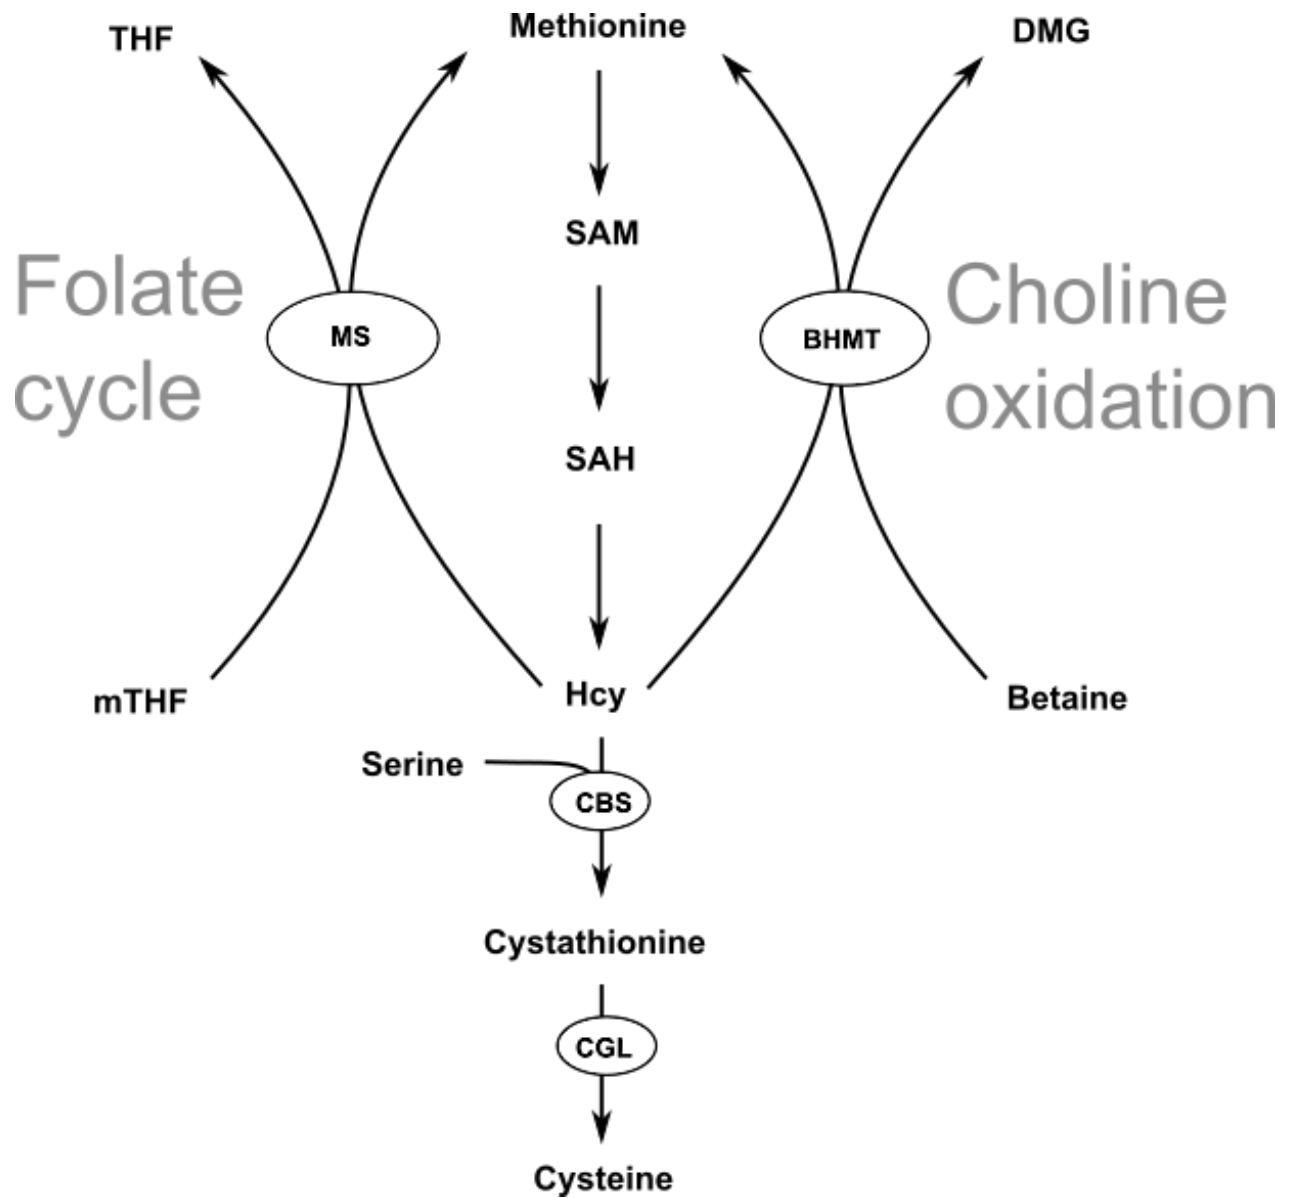 THF
Methionine
DMG
SAM
Folate
cycle
MS
BHMT
Choline
oxidation
SAH
mTHF
Hcy
Betaine
Serine
CBS
Cystathionine
CGL
Cysteine